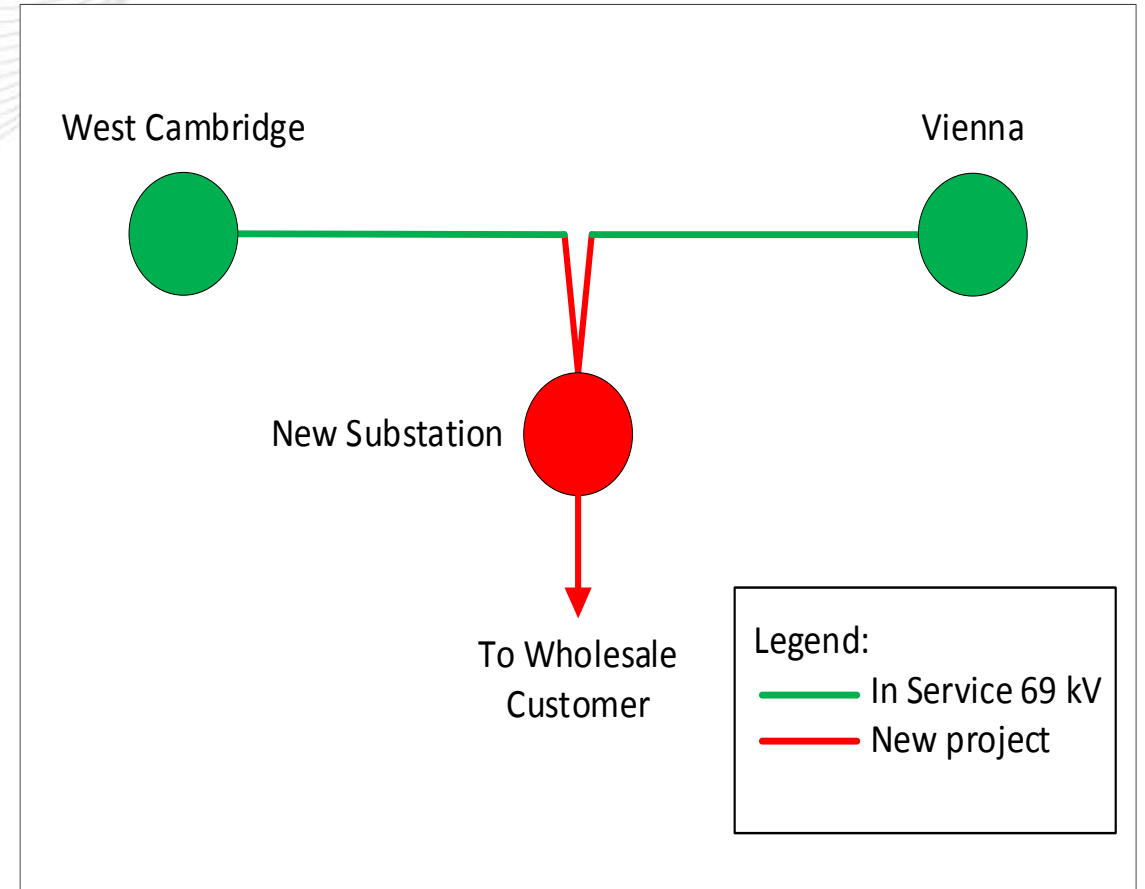 West Cambridge
Vienna
New Substation
To Wholesale
Customer
Legend:
In Service 69 kV
New project